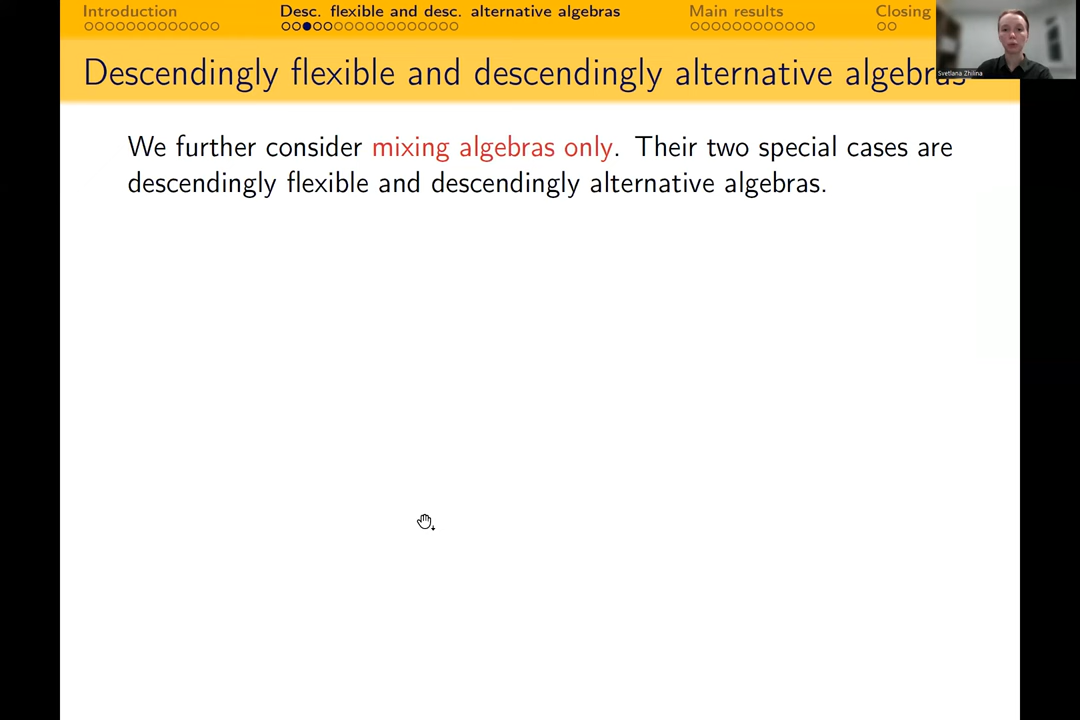 Introduction
Desc. flexible and desc. alternative algebras
Main results
Closing
Descendingly flexible and descendingly alternative algebras
Svetlana Zhilina
We further consider mixing algebras only. Their two special cases are
descendingly flexible and descendingly alternative algebras.